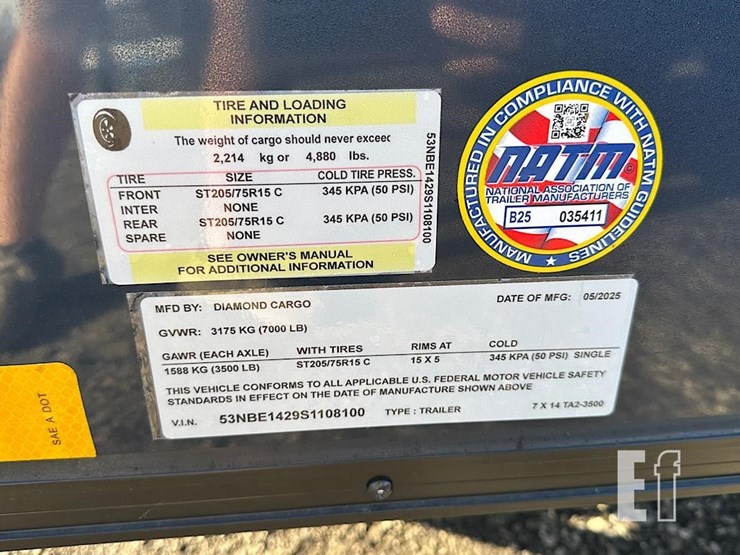 TIRE AND LOADING
INFORMATION
The weight of cargo should never exceed
2,214 kg or 4,880 lbs.
TIRE SIZE COLD TIRE PRESS.
FRONT ST205/75R15 C 345 KPA (50 PSI)
INTER NONE
REAR ST205/75R15 C 345 KPA (50 PSI)
SPARE NONE
SEE OWNER'S MANUAL
FOR ADDITIONAL INFORMATION
53NBE1429S1108100
MANUFACTURED IN COMPLIANCE WITH NATM GUIDELINES
NATM
NATIONAL ASSOCIATION OF
TRAILER MANUFACTURERS
B25 035411
MFD BY: DIAMOND CARGO DATE OF MFG: 05/2025
GVWR: 3175 KG (7000 LB)
GAWR (EACH AXLE) WITH TIRES RIMS AT COLD
1588 KG (3500 LB) ST205/75R15 C 15 X 5 345 KPA (50 PSI) SINGLE
THIS VEHICLE CONFORMS TO ALL APPLICABLE U.S. FEDERAL MOTOR VEHICLE SAFETY
STANDARDS IN EFFECT ON THE DATE OF MANUFACTURE SHOWN ABOVE
V.I.N. 53NBE1429S1108100 TYPE : TRAILER 7 X 14 TA2-3500
SAE A DOT
Ef